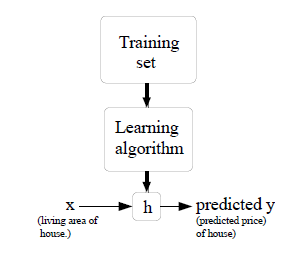 Training
set
Learning
algorithm
x
h
predicted y
(living area of
house.)
(predicted price)
of house)